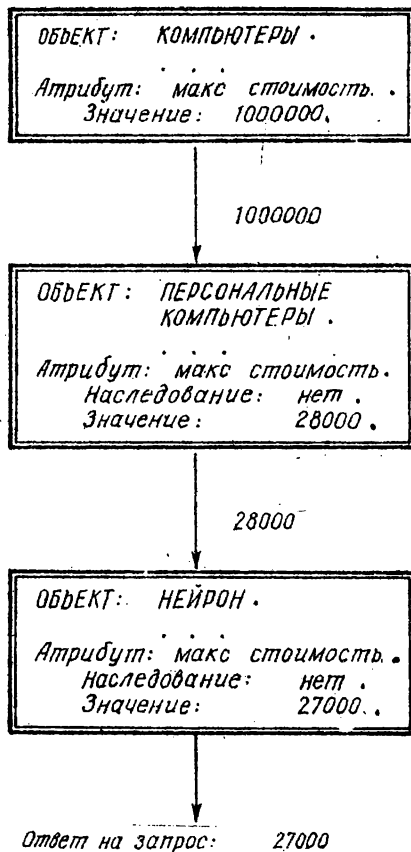 ОБЪЕКТ: КОМПЬЮТЕРЫ .
. . .
Атрибут: макс стоимость. .
Значение: 1000000.
1000000
ОБЪЕКТ: ПЕРСОНАЛЬНЫЕ
КОМПЬЮТЕРЫ .
. . .
Атрибут: макс стоимость.
Наследование: нет .
Значение: 28000 .
28000
ОБЪЕКТ: НЕЙРОН .
. . .
Атрибут: макс стоимость. .
Наследование: нет .
Значение: 27000. .
Ответ на запрос: 27000